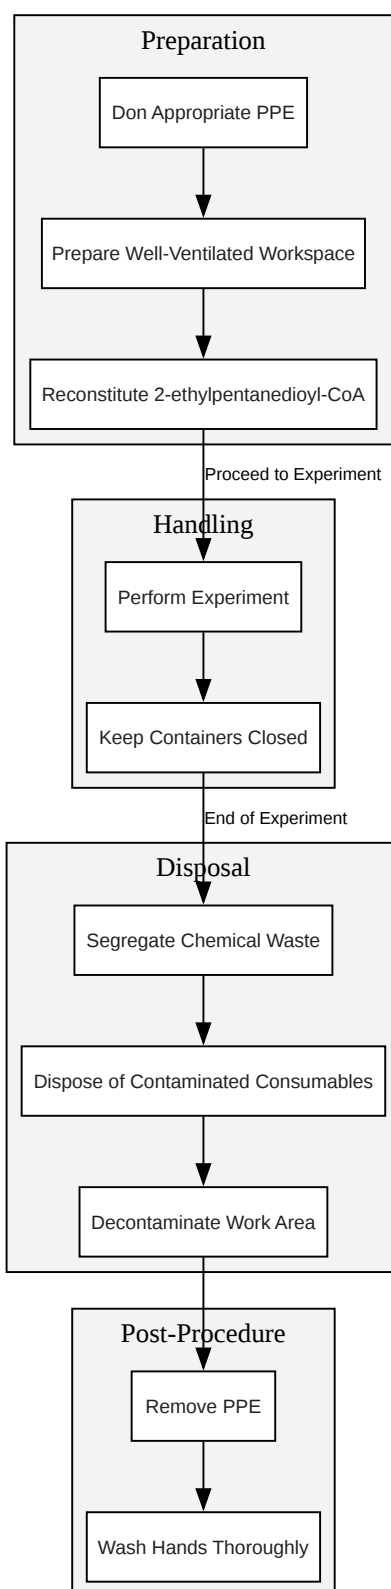 Preparation
Don Appropriate PPE
Prepare Well-Ventilated Workspace
Reconstitute 2-ethylpentanedioyl-CoA
Proceed to Experiment
Handling
Perform Experiment
Keep Containers Closed
End of Experiment
Disposal
Segregate Chemical Waste
Dispose of Contaminated Consumables
Decontaminate Work Area
Post-Procedure
Remove PPE
Wash Hands Thoroughly